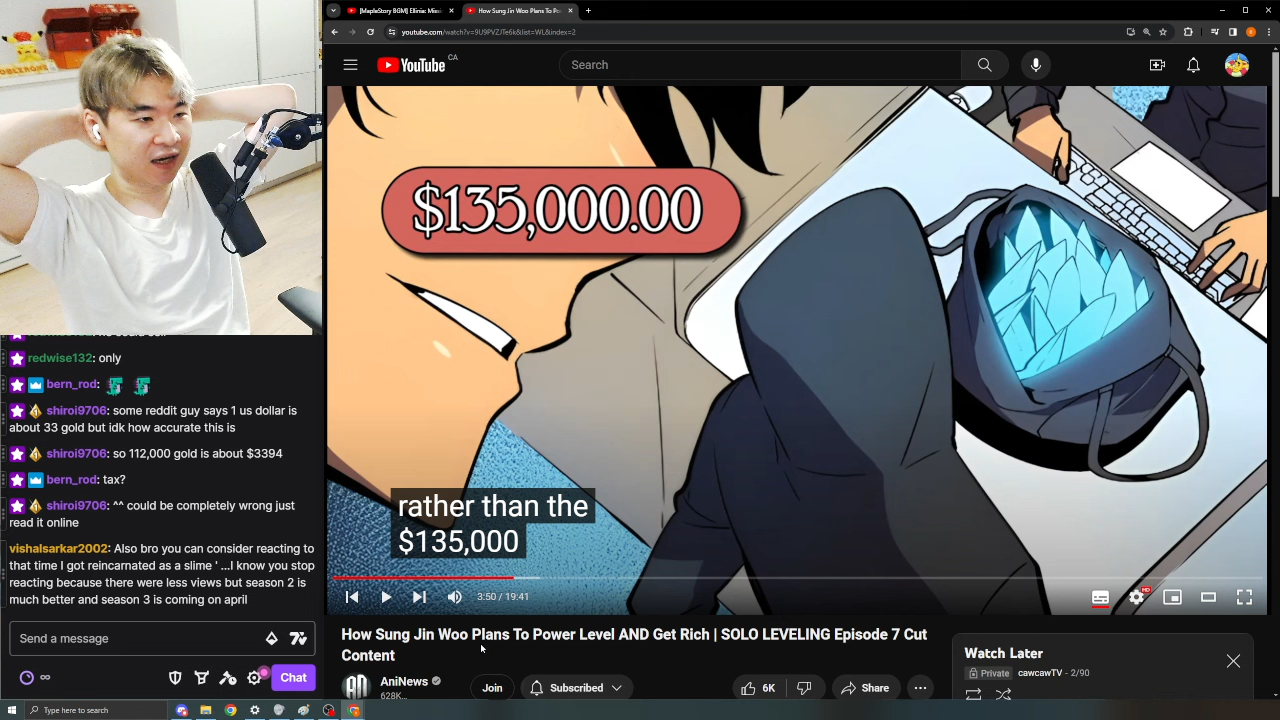 [MapleStory BGM] Ellinia: Missi
How Sung Jin Woo Plans To Po
youtube.com/watch?v=9U9PVZJTe6k&list=WL&index=2
YouTube CA
Search
$135,000.00
rather than the
$135,000
3:50 / 19:41
HD
How Sung Jin Woo Plans To Power Level AND Get Rich | SOLO LEVELING Episode 7 Cut
Content
AniNews
628K...
Join
Subscribed
6K
Share
Watch Later
Private cawcawTV - 2/90
redwise132: only
bern_rod:
shiroi9706: some reddit guy says 1 us dollar is
about 33 gold but idk how accurate this is
shiroi9706: so 112,000 gold is about $3394
bern_rod: tax?
shiroi9706: ^^ could be completely wrong just
read it online
vishalsarkar2002: Also bro you can consider reacting to
that time I got reincarnated as a slime ' ...I know you stop
reacting because there were less views but season 2 is
much better and season 3 is coming on april
Send a message
Chat
Type here to search